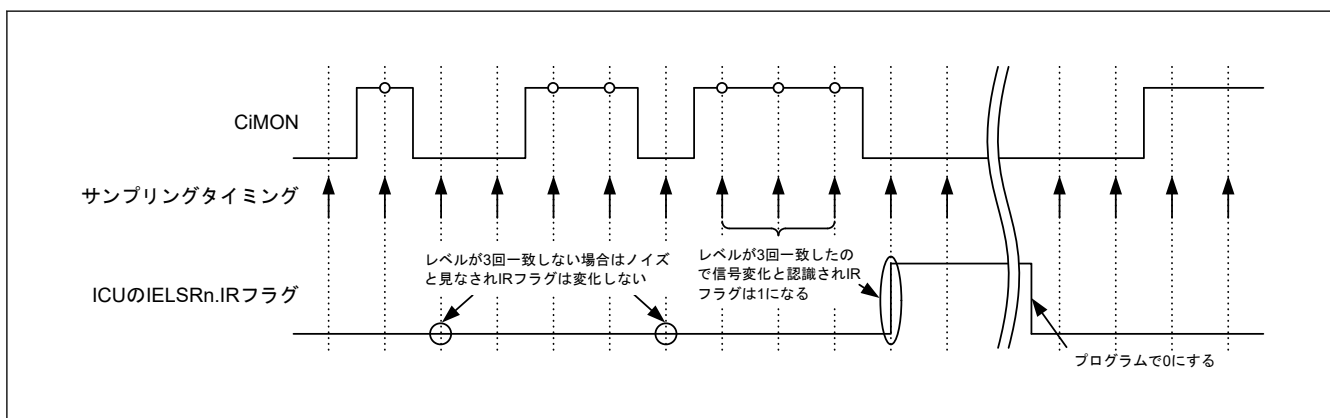 CiMON
サンプリングタイミング
レベルが3回一致しない場合はノイズ
と見なされIRフラグは変化しない
レベルが3回一致したの
で信号変化と認識されIR
フラグは1になる
ICUのIELSRn.IRフラグ
プログラムで0にする